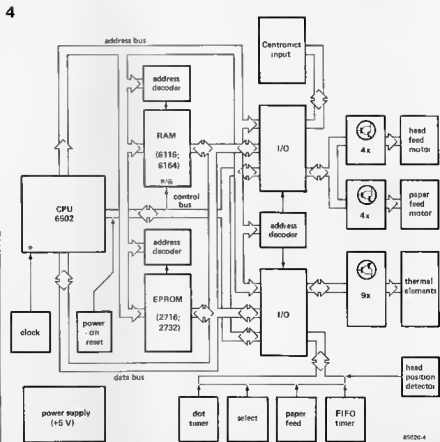 4
address bus
Centronics
input
address
decoder
RAM
(6116;
6164)
R/W
I/O
4x
head
feed
motor
CPU
6502
control
bus
4x
paper
feed
motor
address
decoder
address
decoder
EPROM
(2716;
2732)
I/O
9x
thermal
elements
clock
power
-on
reset
data bus
head
position
detector
power supply
(+5 V)
dot
timer
select
paper
feed
FIFO
timer
85020-4